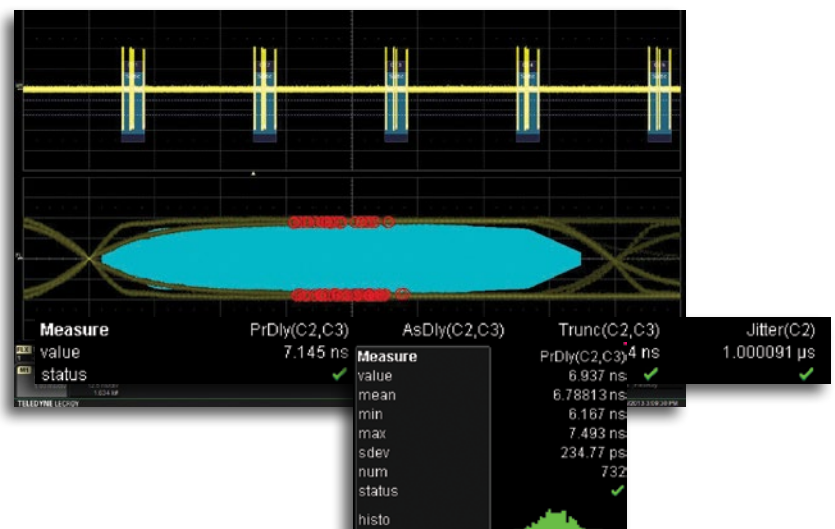 Measure PrDly(C2,C3) AsDly(C2,C3) Trunc(C2,C3) Jitter(C2)
value 7.145 ns 4 ns 1.000091 µs
status
TELEDYNE LECROY
Measure PrDly(C2,C3)
value 6.937 ns
mean 6.78813 ns
min 6.167 ns
max 7.493 ns
sdev 234.77 ps
num 732
status
histo